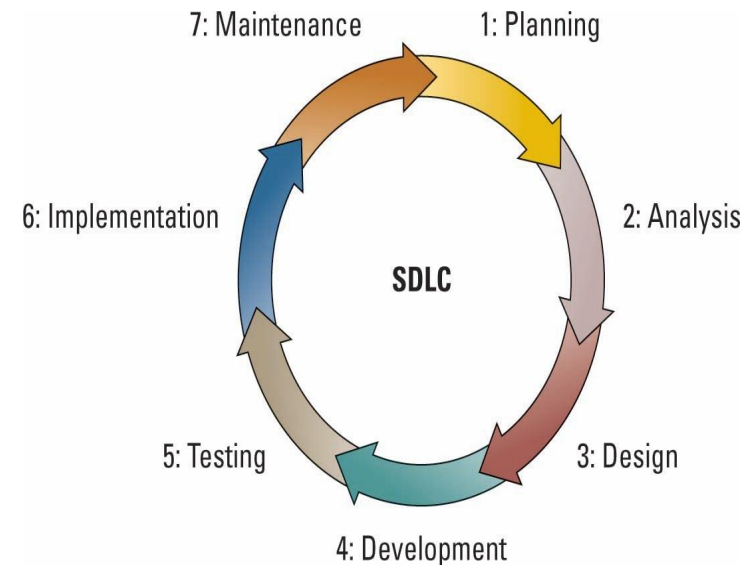 7: Maintenance
1: Planning
6: Implementation
2: Analysis
SDLC
5: Testing
3: Design
4: Development